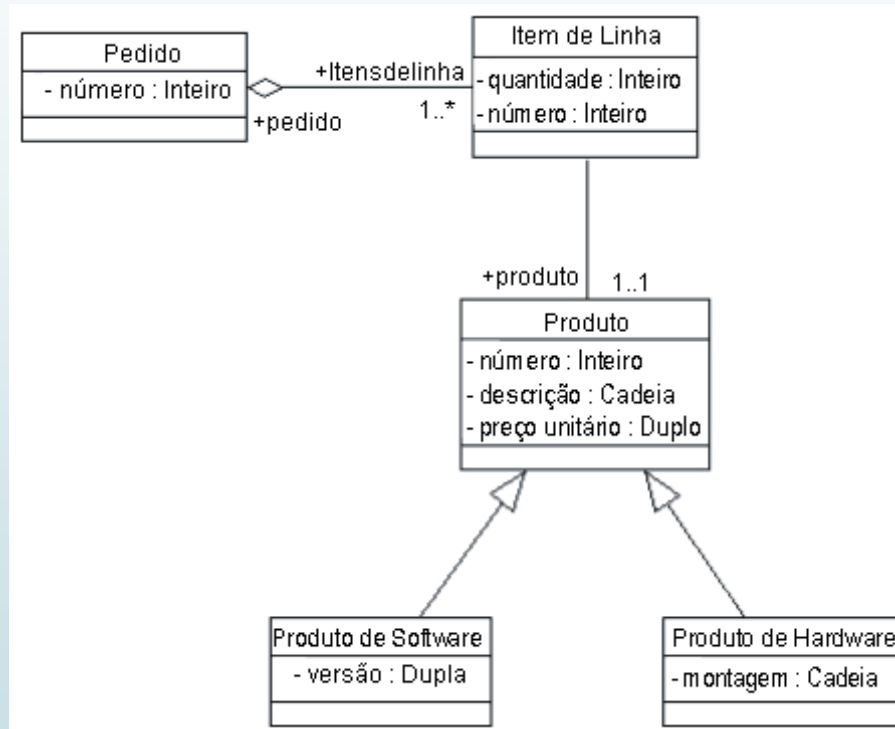 Pedido
- número : Inteiro
+Itensdelinha
1..*
+pedido
Item de Linha
- quantidade : Inteiro
- número : Inteiro
+produto
1..1
Produto
- número : Inteiro
- descrição : Cadeia
- preço unitário : Duplo
Produto de Software
- versão : Dupla
Produto de Hardware
- montagem : Cadeia